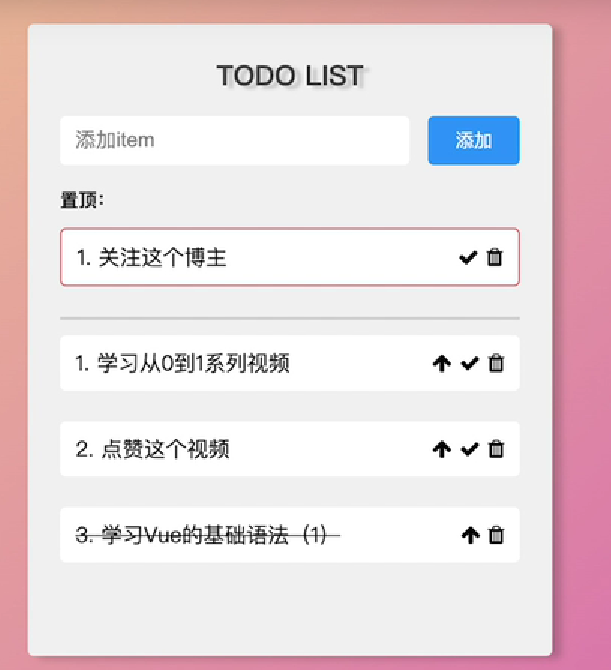 TODO LIST
添加item
添加
置顶：
1. 关注这个博主
1. 学习从0到1系列视频
2. 点赞这个视频
3. 学习Vue的基础语法（1）